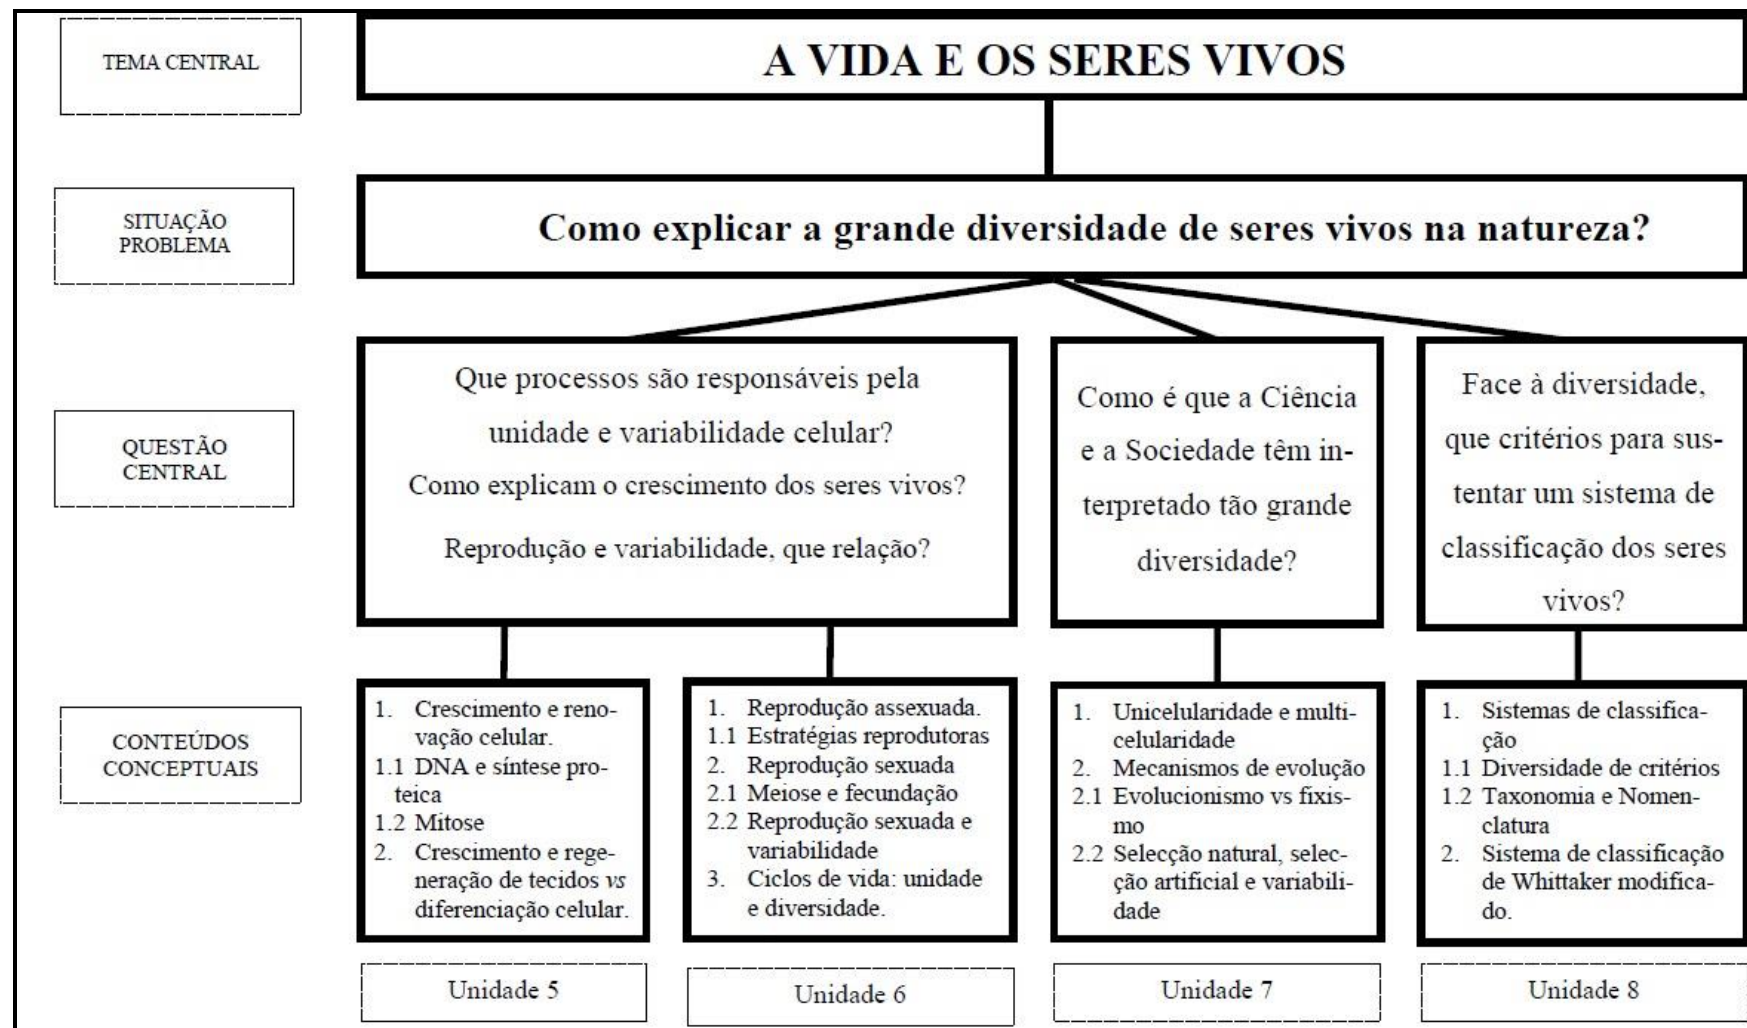 TEMA CENTRAL
A VIDA E OS SERES VIVOS
SITUAÇÃO
PROBLEMA
Como explicar a grande diversidade de seres vivos na natureza?
QUESTÃO
CENTRAL
Que processos são responsáveis pela
unidade e variabilidade celular?
Como explicam o crescimento dos seres vivos?
Reprodução e variabilidade, que relação?
Como é que a Ciência
e a Sociedade têm in-
terpretado tão grande
diversidade?
Face à diversidade,
que critérios para sus-
tentar um sistema de
classificação dos seres
vivos?
CONTEÚDOS
CONCEPTUAIS
1. Crescimento e reno-
vação celular.
1.1 DNA e síntese pro-
teica
1.2 Mitose
2. Crescimento e rege-
neração de tecidos vs
diferenciação celular.
1. Reprodução assexuada.
1.1 Estratégias reprodutoras
2. Reprodução sexuada
2.1 Meiose e fecundação
2.2 Reprodução sexuada e
variabilidade
3. Ciclos de vida: unidade
e diversidade.
1. Unicelularidade e multi-
celularidade
2. Mecanismos de evolução
2.1 Evolucionismo vs fixis-
mo
2.2 Selecção natural, selec-
ção artificial e variabili-
dade
1. Sistemas de classifica-
ção
1.1 Diversidade de critérios
1.2 Taxonomia e Nomen-
clatura
2. Sistema de classificação
de Whittaker modifica-
do.
Unidade 5
Unidade 6
Unidade 7
Unidade 8